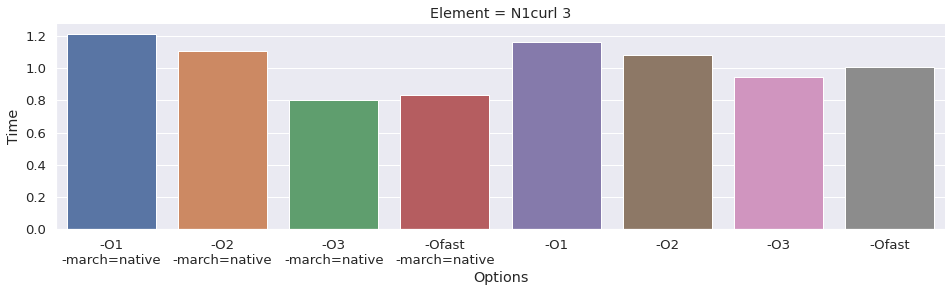 Element = N1curl 3
Time
1.2
1.0
0.8
0.6
0.4
0.2
0.0
-O1
-march=native
-O2
-march=native
-O3
-march=native
-Ofast
-march=native
-O1
-O2
-O3
-Ofast
Options